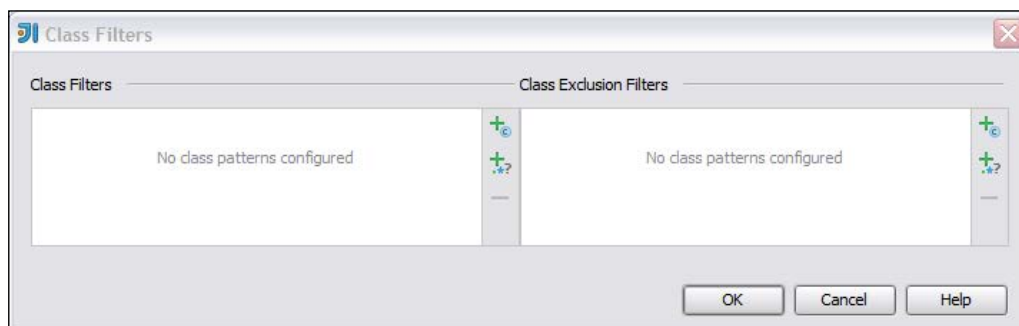 Class Filters
Class Filters Class Exclusion Filters
No class patterns configured No class patterns configured
OK Cancel Help